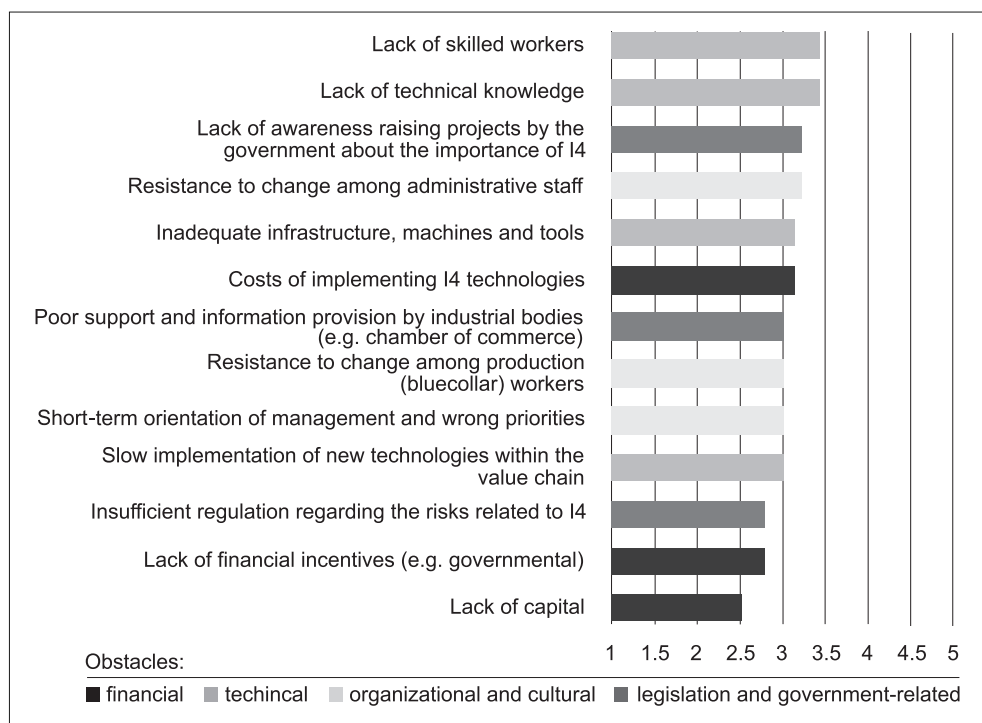 Lack of skilled workers
Lack of technical knowledge
Lack of awareness raising projects by the
government about the importance of I4
Resistance to change among administrative staff
Inadequate infrastructure, machines and tools
Costs of implementing I4 technologies
Poor support and information provision by industrial bodies
(e.g. chamber of commerce)
Resistance to change among production
(bluecollar) workers
Short-term orientation of management and wrong priorities
Slow implementation of new technologies within the
value chain
Insufficient regulation regarding the risks related to I4
Lack of financial incentives (e.g. governmental)
Lack of capital
1 1.5 2 2.5 3 3.5 4 4.5 5
Obstacles:
financial techincal organizational and cultural legislation and government-related